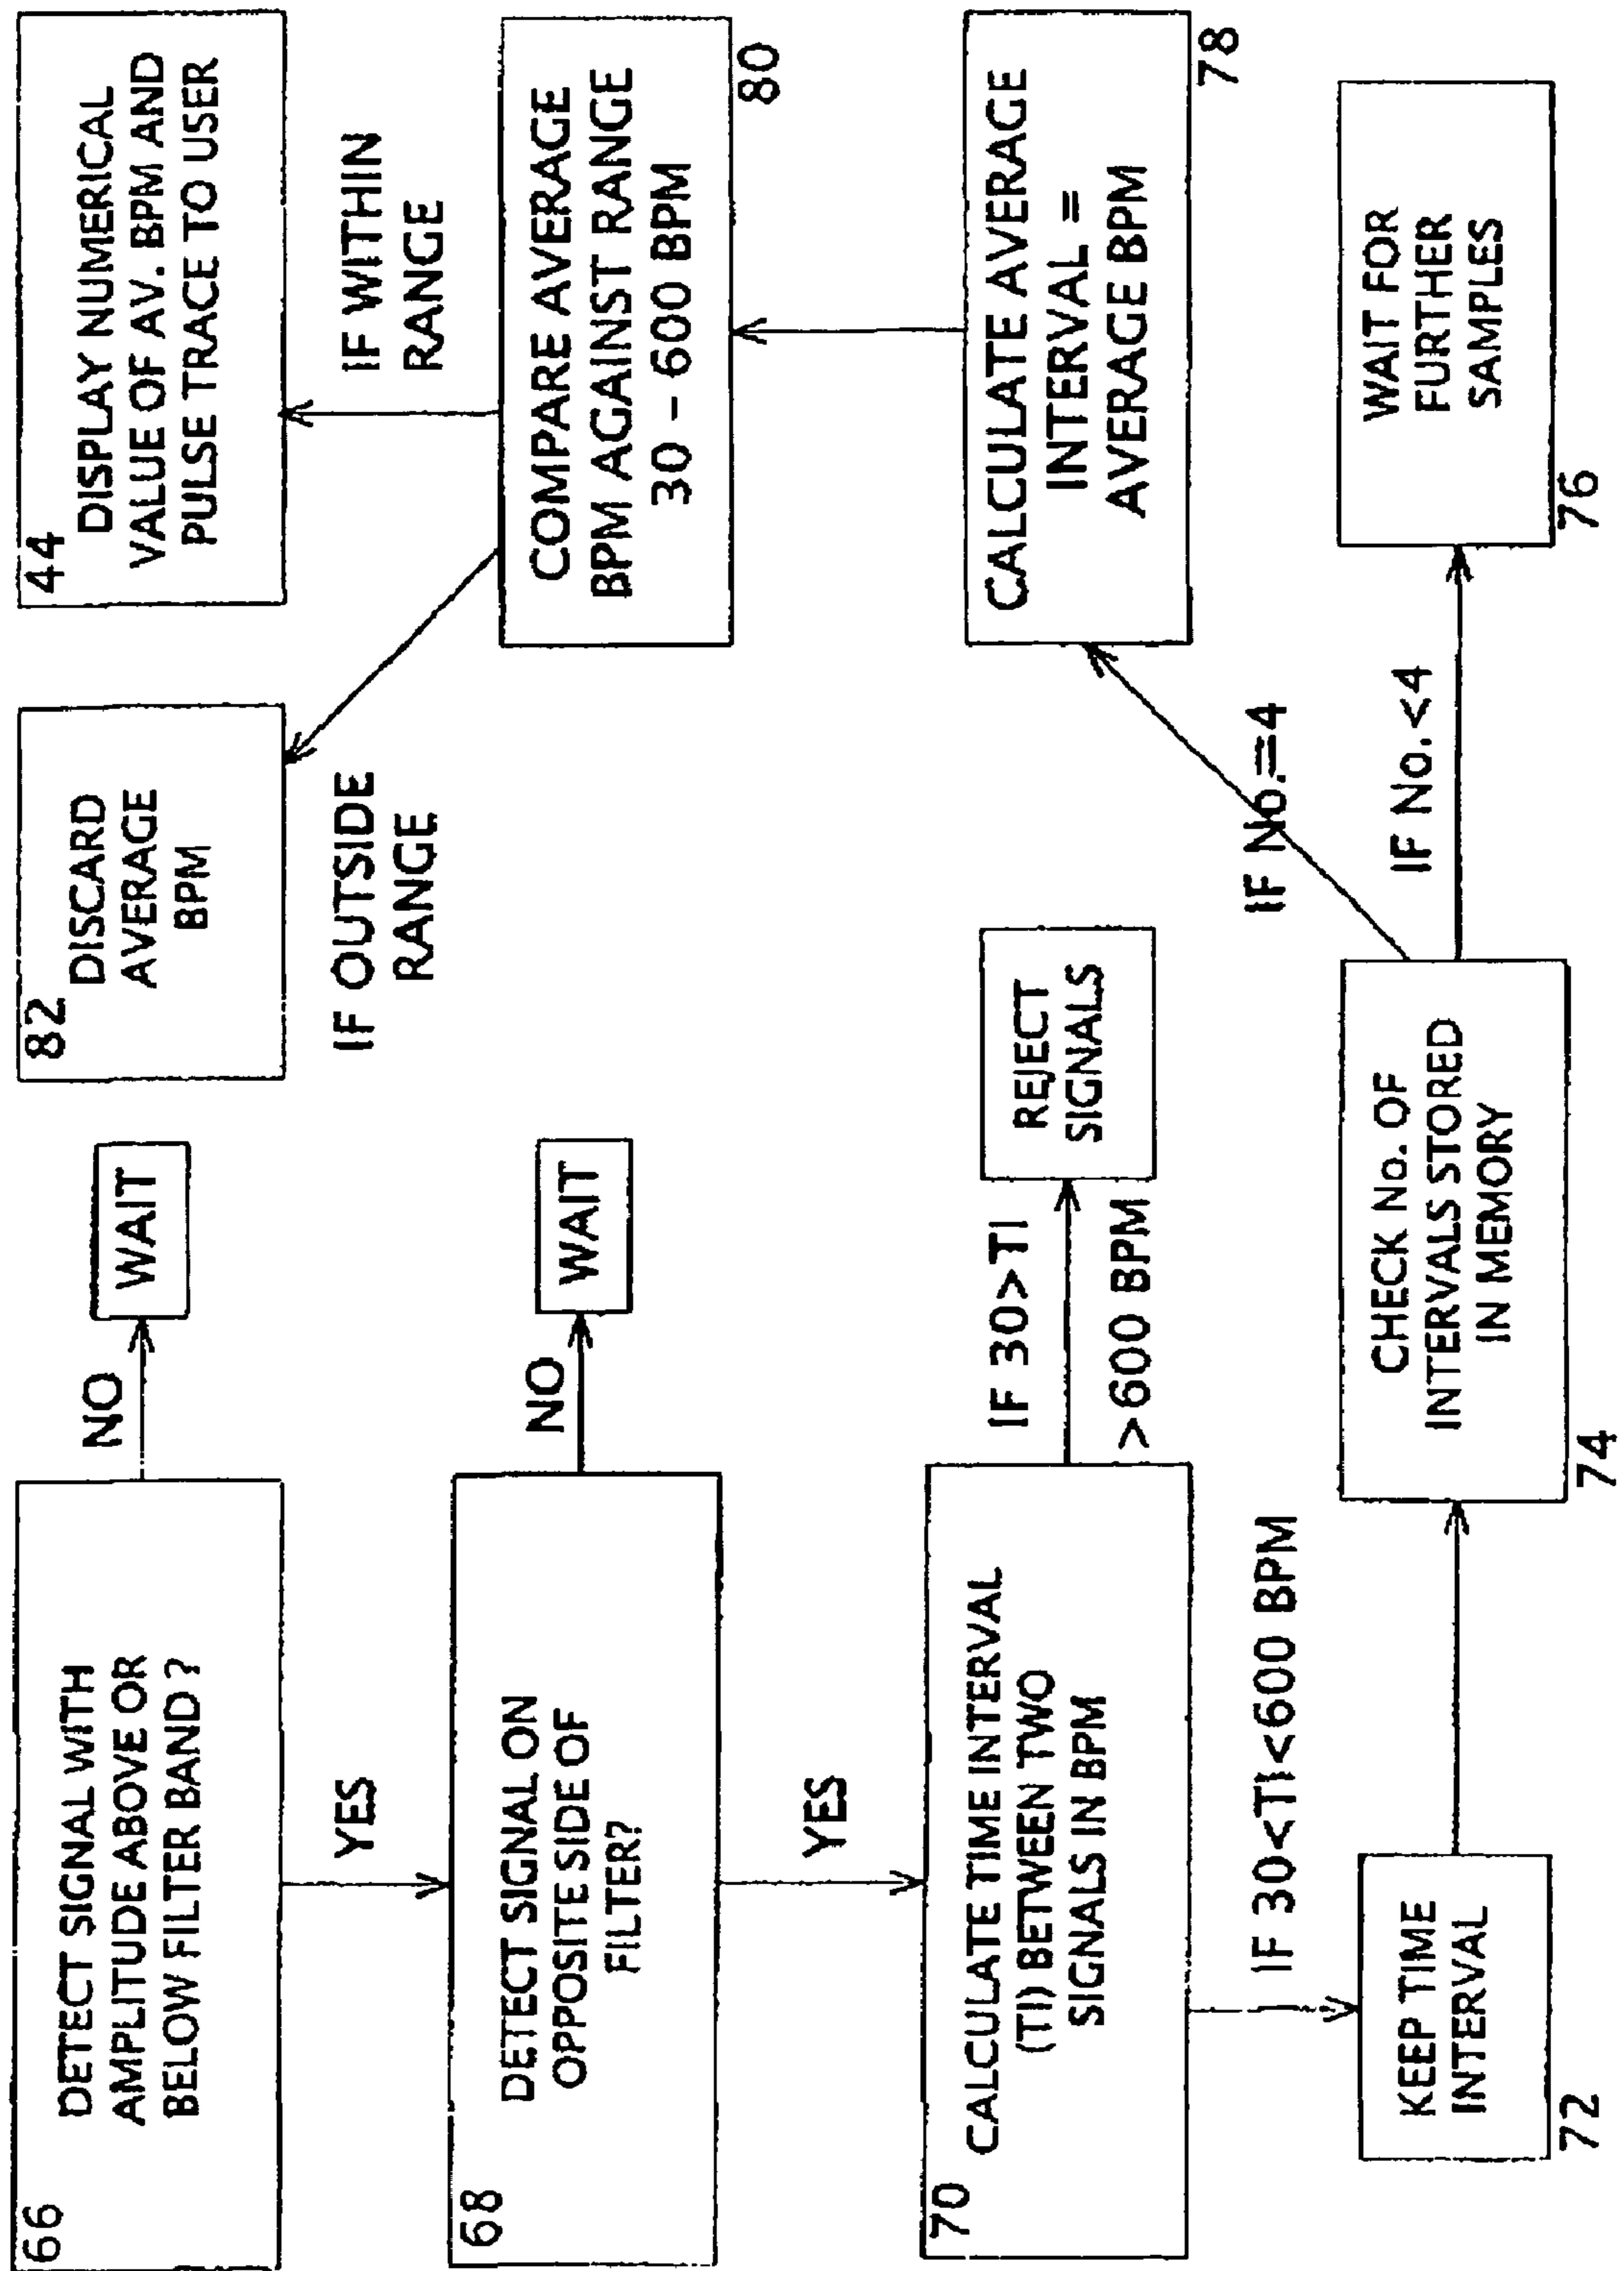 66
DETECT SIGNAL WITH
AMPLITUDE ABOVE OR
BELOW FILTER BAND ?
NO
WAIT
YES
68
DETECT SIGNAL ON
OPPOSITE SIDE OF
FILTER?
NO
WAIT
YES
70
CALCULATE TIME INTERVAL
(TI) BETWEEN TWO
SIGNALS IN BPM
IF 30>TI
>600 BPM
REJECT
SIGNALS
IF 30<TI<600 BPM
KEEP TIME
INTERVAL
72
CHECK No. OF
INTERVALS STORED
IN MEMORY
74
IF No.=4
IF No.<4
WAIT FOR
FURTHER
SAMPLES
76
CALCULATE AVERAGE
INTERVAL =
AVERAGE BPM
78
COMPARE AVERAGE
BPM AGAINST RANGE
30 – 600 BPM
80
IF OUTSIDE
RANGE
82
DISCARD
AVERAGE
BPM
IF WITHIN
RANGE
44
DISPLAY NUMERICAL
VALUE OF AV. BPM AND
PULSE TRACE TO USER